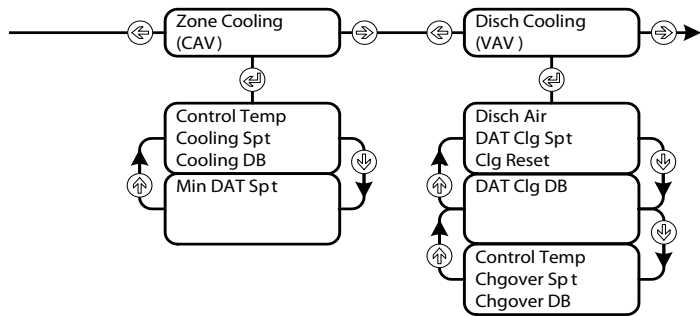 Zone Cooling
(CAV)
Disch Cooling
(VAV)
Control Temp
Cooling Spt
Cooling DB
Min DAT Spt
Disch Air
DAT Clg Spt
Clg Reset
DAT Clg DB
Control Temp
Chgover Spt
Chgover DB